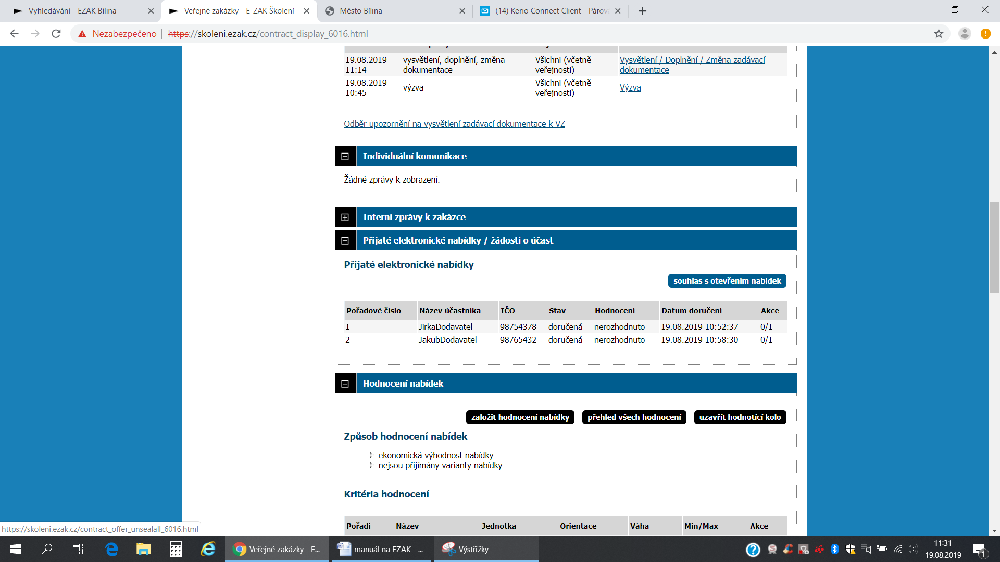 Vyhledávání - EZAK Bílina
Veřejné zakázky - E-ZAK Školení
Město Bílina
(14) Kerio Connect Client - Párov
Nezabezpečeno
https://skoleni.ezak.cz/contract_display_6016.html
19.08.2019 11:14 vysvětlení, doplnění, změna dokumentace Všichni (včetně veřejnosti) Vysvětlení / Doplnění / Změna zadávací dokumentace
19.08.2019 10:45 výzva Všichni (včetně veřejnosti) Výzva
Odběr upozornění na vysvětlení zadávací dokumentace k VZ
Individuální komunikace
Žádné zprávy k zobrazení.
Interní zprávy k zakázce
Přijaté elektronické nabídky / žádosti o účast
Přijaté elektronické nabídky
souhlas s otevřením nabídek
Pořadové číslo Název účastníka IČO Stav Hodnocení Datum doručení Akce
1 JirkaDodavatel 98754378 doručená nerozhodnuto 19.08.2019 10:52:37 0/1
2 JakubDodavatel 98765432 doručená nerozhodnuto 19.08.2019 10:58:30 0/1
Hodnocení nabídek
založit hodnocení nabídky přehled všech hodnocení uzavřít hodnotící kolo
Způsob hodnocení nabídek
ekonomická výhodnost nabídky
nejsou přijímány varianty nabídky
Kritéria hodnocení
Pořadí Název Jednotka Orientace Váha Min/Max Akce
https://skoleni.ezak.cz/contract_offer_unsealall_6016.html
Veřejné zakázky - E...
manuál na EZAK - ...
Výstřižky
11:31
19.08.2019
1